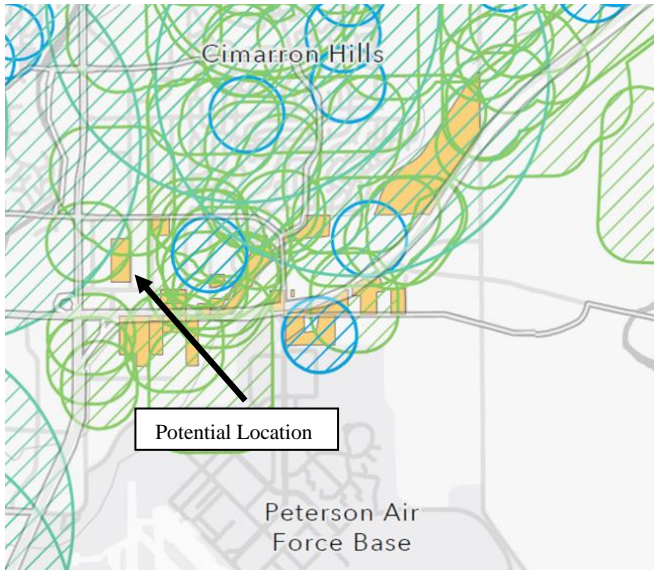 Cimarron Hills
Potential Location
Peterson Air
Force Base